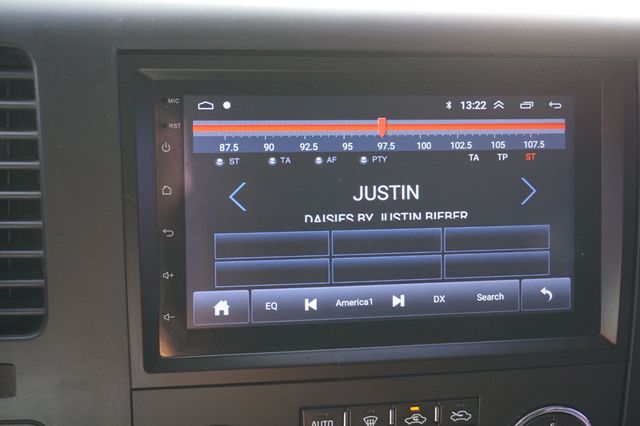 MIC
13:22
RST
87.5 90 92.5 95 97.5 100 102.5 105 107.5
ST TA AF PTY TA TP ST
JUSTIN
DAISIES BY JUSTIN BIEBER
EQ America1 DX Search
AUTO